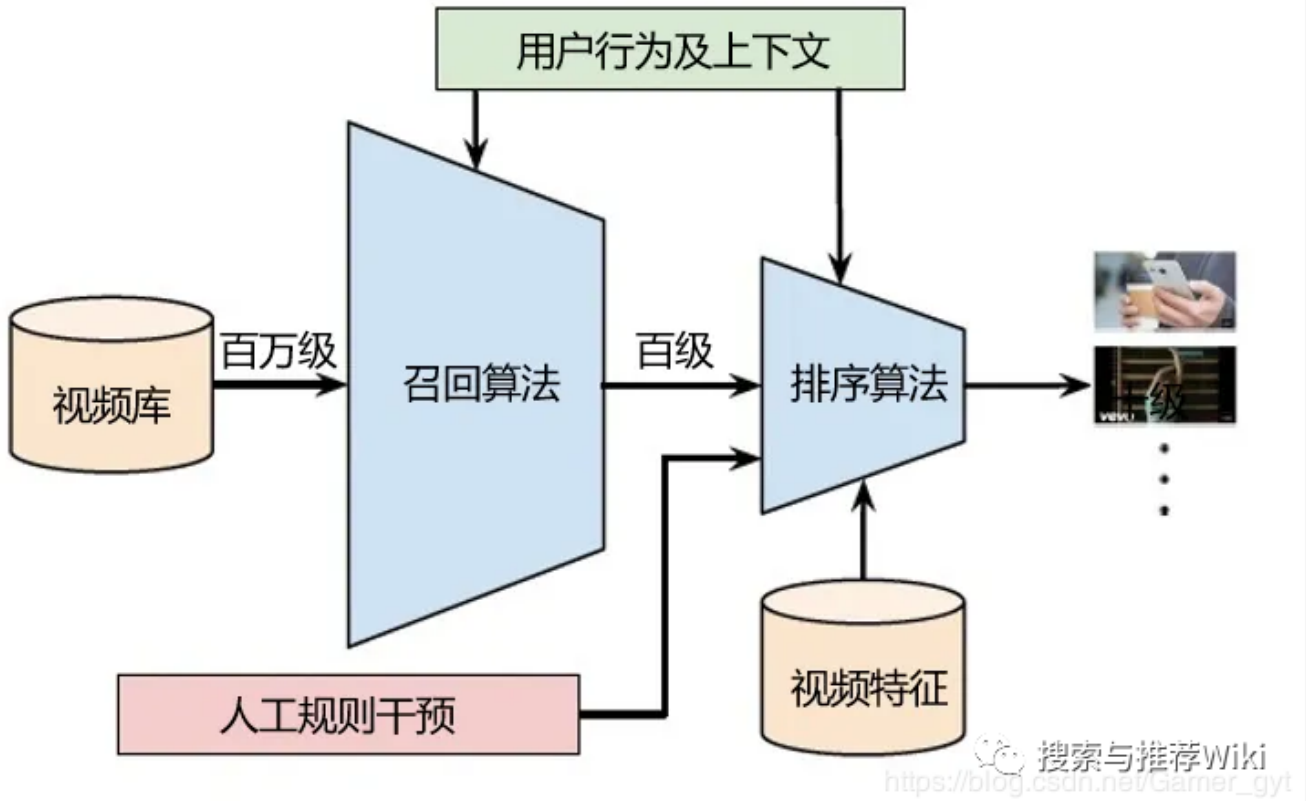 用户行为及上下文
百万级
百级
视频库
召回算法
排序算法
十级
vevo
人工规则干预
视频特征
搜索与推荐Wiki
https://blog.csdn.net/Gamer_gyt